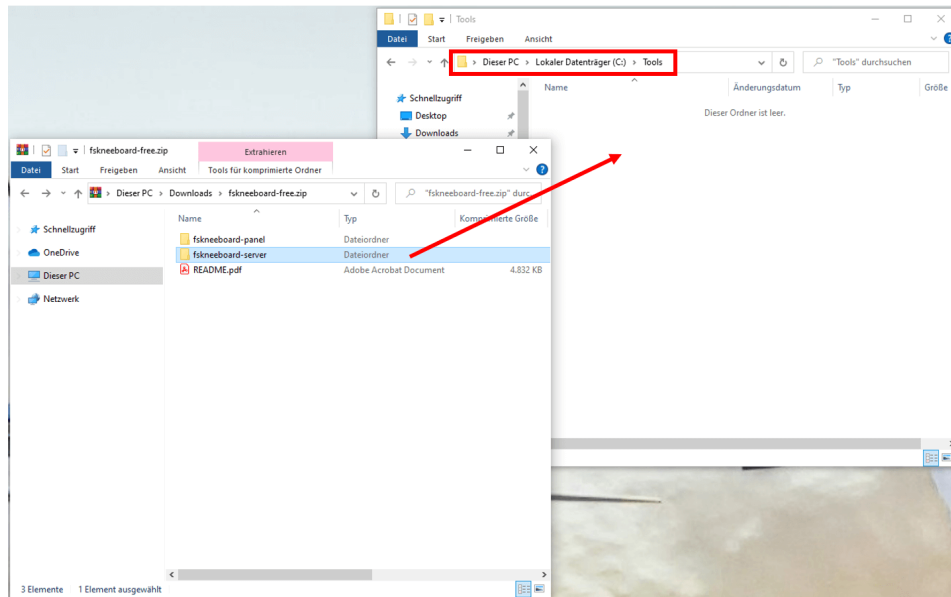 Tools
Datei Start Freigeben Ansicht
Dieser PC Lokaler Datenträger (C:) Tools
"Tools" durchsuchen
Name Änderungsdatum Typ Größe
Dieser Ordner ist leer.
Schnellzugriff
Desktop
Downloads
fskneeboard-free.zip
Extrahieren
Datei Start Freigeben Ansicht Tools für komprimierte Ordner
Dieser PC Downloads fskneeboard-free.zip
"fskneeboard-free.zip" durc...
Name Typ Komprimierte Größe
Schnellzugriff
OneDrive
Dieser PC
Netzwerk
fskneeboard-panel Dateiordner
fskneeboard-server Dateiordner
README.pdf Adobe Acrobat Document 4.832 KB
3 Elemente 1 Element ausgewählt